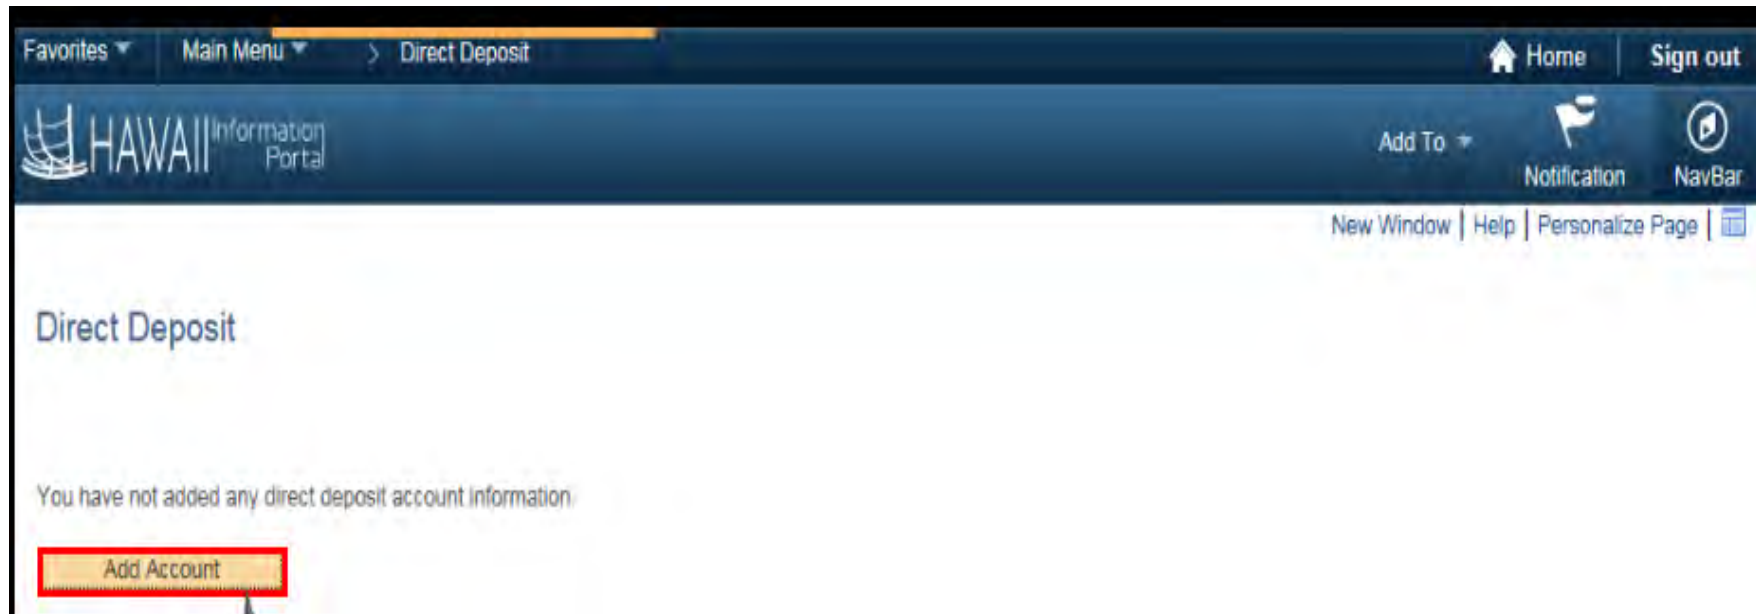 Favorites Main Menu > Direct Deposit Home Sign out
HAWAII Information Portal
Add To Notification NavBar
New Window | Help | Personalize Page |
Direct Deposit
You have not added any direct deposit account information
Add Account